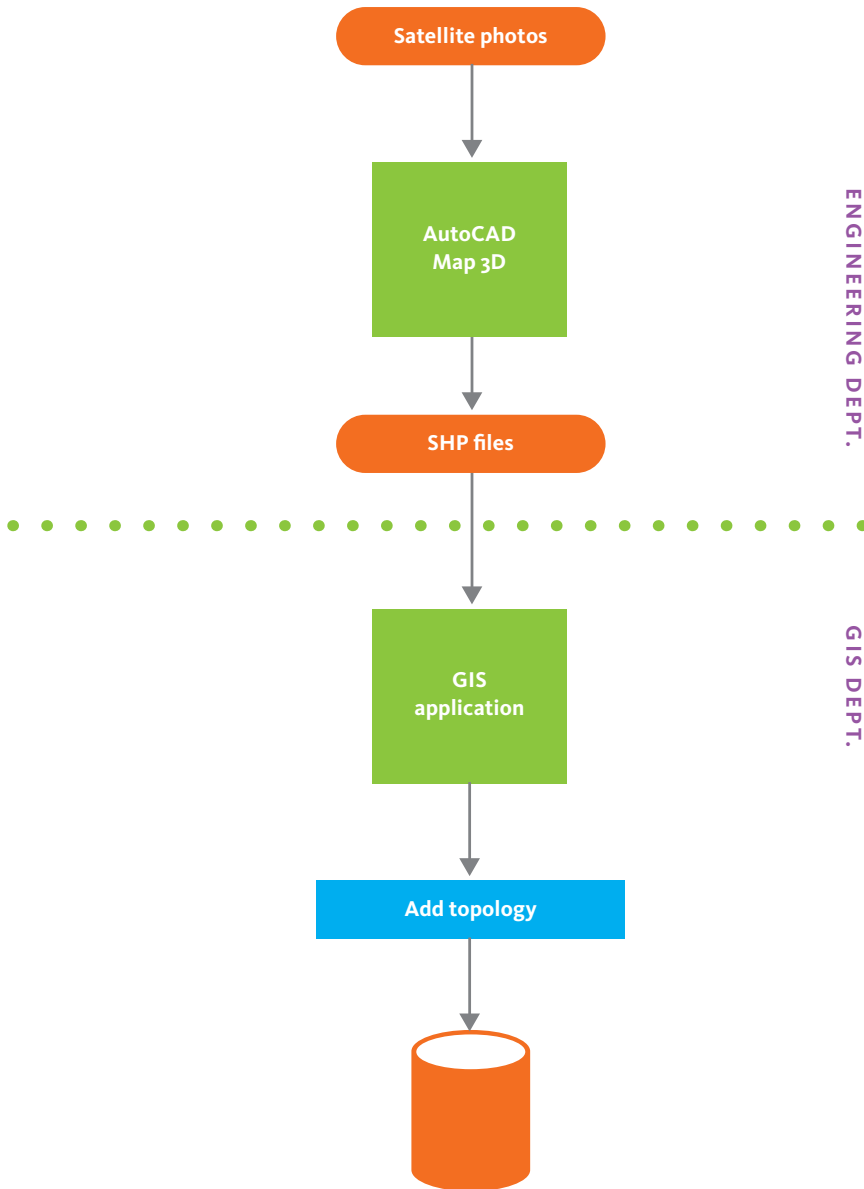 Satellite photos
AutoCAD
Map 3D
ENGINEERING DEPT.
SHP files
GIS
application
GIS DEPT.
Add topology